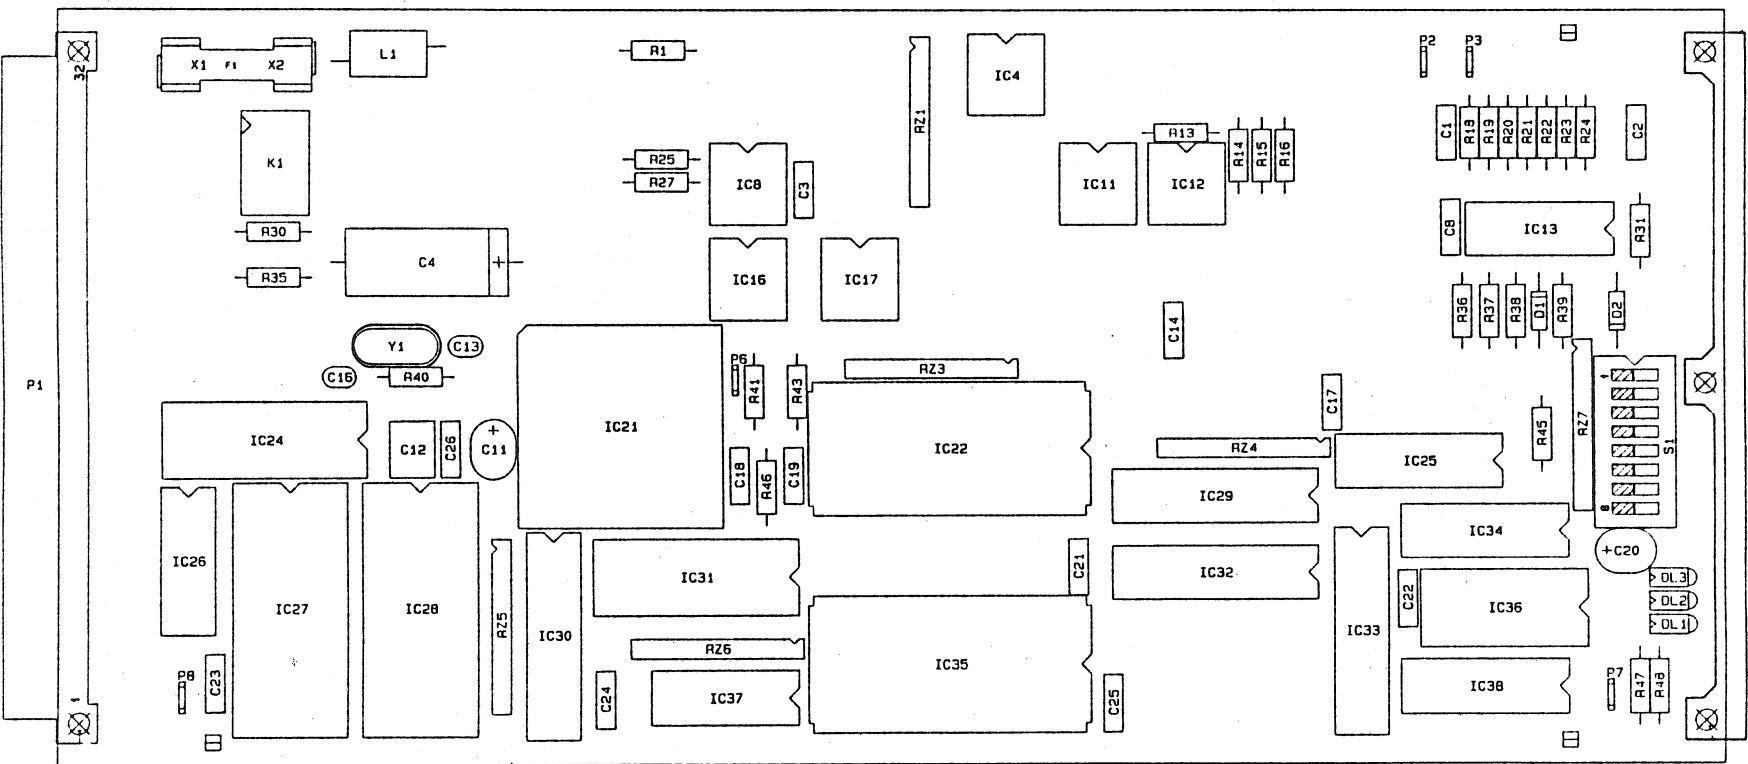 P1
32
1
X1 F1 X2
L1
R1
RZ1
IC4
P2
P3
K1
R25
R27
IC8
C3
IC11
R13
IC12
R14
R15
R16
C1
R18
R19
R20
R21
R22
R23
R24
C2
R30
R35
C4
+
IC16
IC17
C8
IC13
R31
C14
R36
R37
R38
D1
R39
D2
Y1
C13
C16
R40
IC21
P6
R41
R43
RZ3
IC22
C17
R45
RZ7
1
8
S1
IC24
C12
C26
+
C11
C18
R46
C19
RZ4
IC25
IC29
IC34
+C20
IC26
IC27
IC28
RZ5
IC30
IC31
C21
IC32
IC33
C22
IC36
DL3
DL2
DL1
RZ6
IC35
P8
C23
C24
IC37
C25
IC38
P7
R47
R48